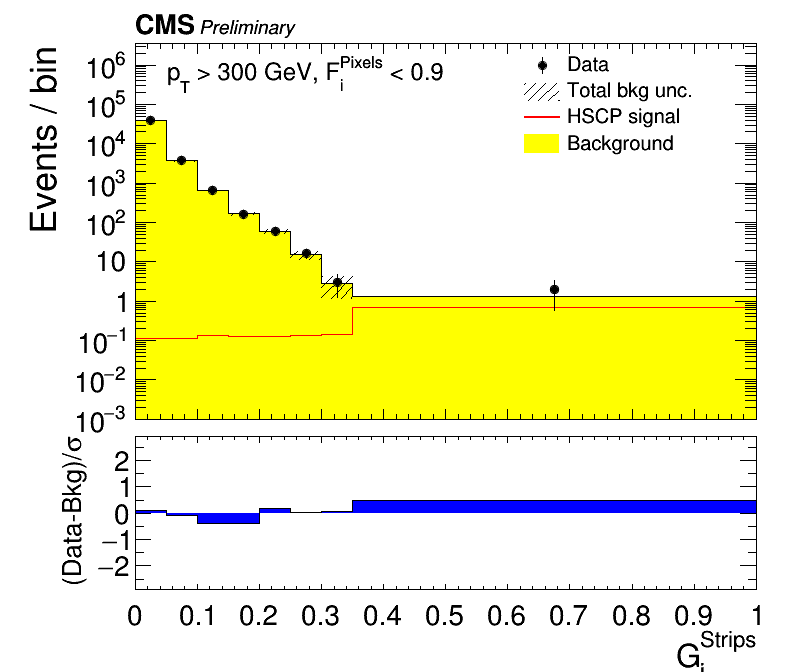 CMS Preliminary
p_T > 300 GeV, F_i^Pixels < 0.9
Data
Total bkg unc.
HSCP signal
Background
Events / bin
10^6
10^5
10^4
10^3
10^2
10
1
10^−1
10^−2
10^−3
(Data-Bkg)/σ
2
1
0
−1
−2
0 0.1 0.2 0.3 0.4 0.5 0.6 0.7 0.8 0.9 1
G_i^Strips